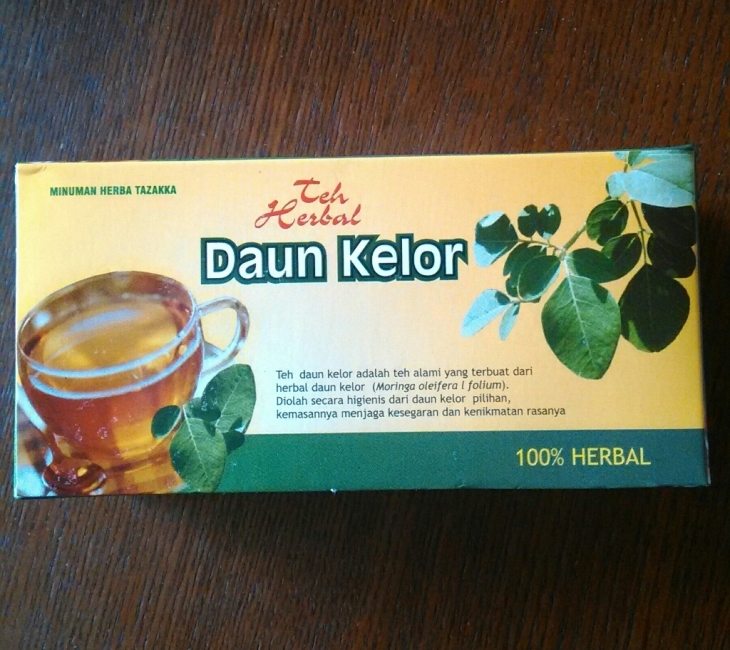 MINUMAN HERBA TAZAKKA
Teh
Herbal
Daun Kelor
Teh daun kelor adalah teh alami yang terbuat dari
herbal daun kelor (Moringa oleifera l folium).
Diolah secara higienis dari daun kelor pilihan,
kemasannya menjaga kesegaran dan kenikmatan rasanya
100% HERBAL